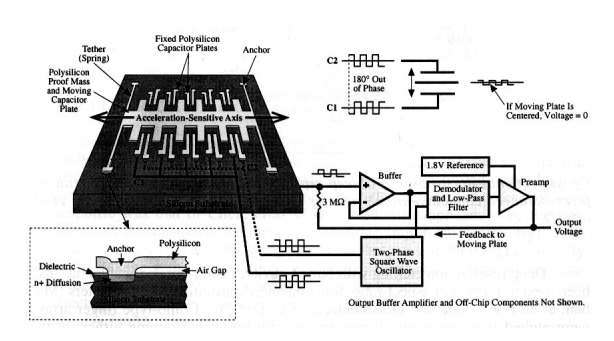 Fixed Polysilicon
Capacitor Plates
Tether
(Spring)
Anchor
Polysilicon
Proof Mass
and Moving
Capacitor
Plate
Acceleration-Sensitive Axis
Silicon Substrate
C2
180° Out
of Phase
C1
If Moving Plate Is
Centered, Voltage = 0
Buffer
3 MΩ
1.8V Reference
Demodulator
and Low-Pass
Filter
Preamp
Output
Voltage
Feedback to
Moving Plate
Two-Phase
Square Wave
Oscillator
Polysilicon
Anchor
Dielectric
Air Gap
n+ Diffusion
Silicon Substrate
Output Buffer Amplifier and Off-Chip Components Not Shown.